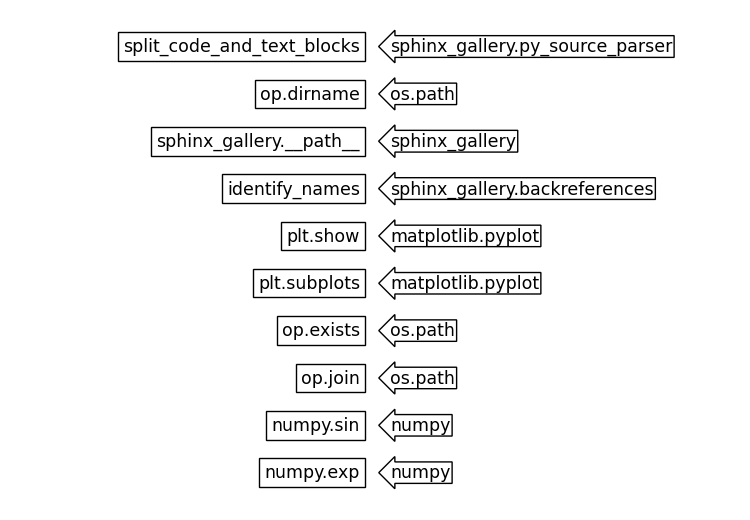 split_code_and_text_blocks sphinx_gallery.py_source_parser
op.dirname os.path
sphinx_gallery.__path__ sphinx_gallery
identify_names sphinx_gallery.backreferences
plt.show matplotlib.pyplot
plt.subplots matplotlib.pyplot
op.exists os.path
op.join os.path
numpy.sin numpy
numpy.exp numpy